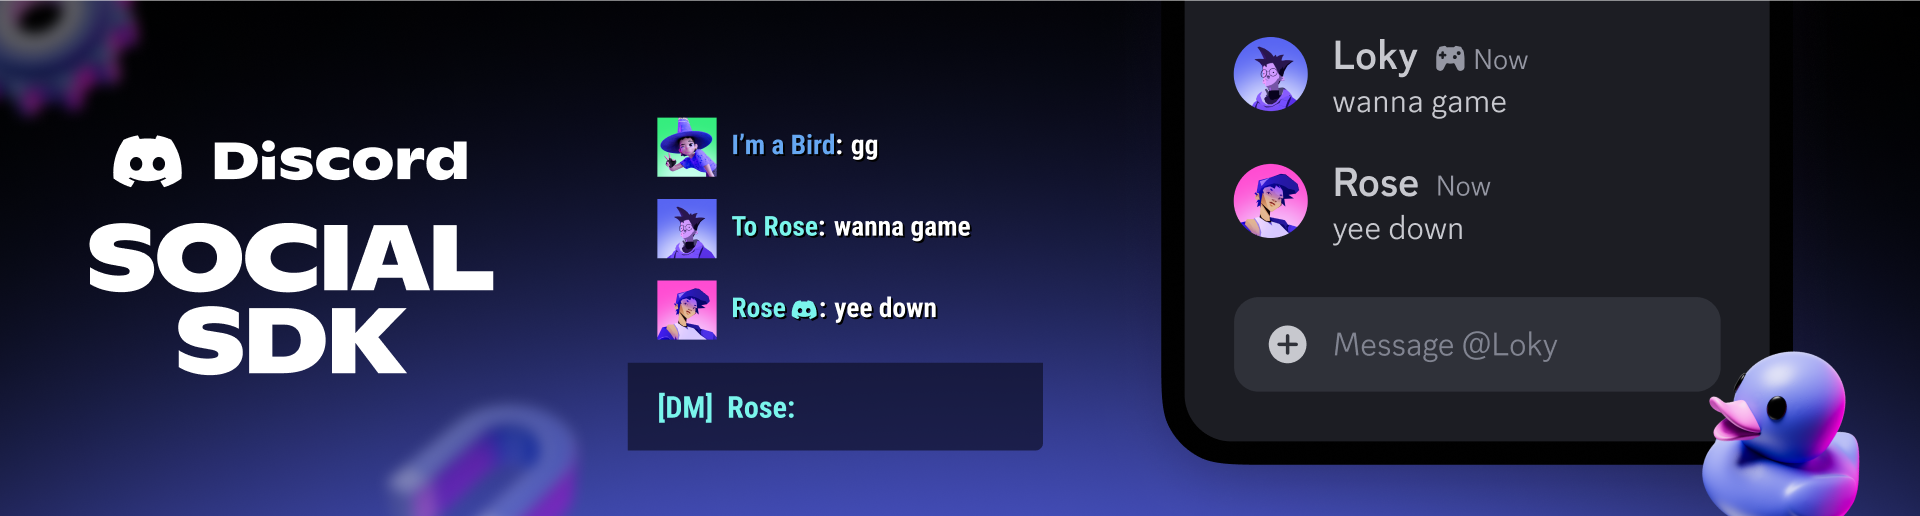 Discord
SOCIAL
SDK
I'm a Bird: gg
To Rose: wanna game
Rose: yee down
[DM] Rose:
Loky Now
wanna game
Rose Now
yee down
Message @Loky